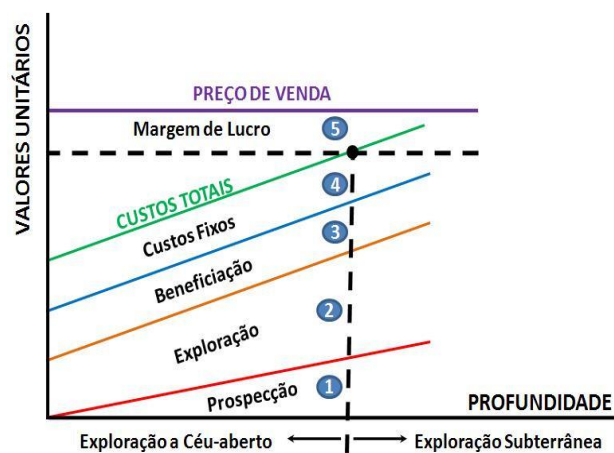 VALORES UNITÁRIOS
PREÇO DE VENDA
Margem de Lucro
5
CUSTOS TOTAIS
4
Custos Fixos
3
Beneficiação
2
Exploração
1
Prospecção
PROFUNDIDADE
Exploração a Céu-aberto
Exploração Subterrânea